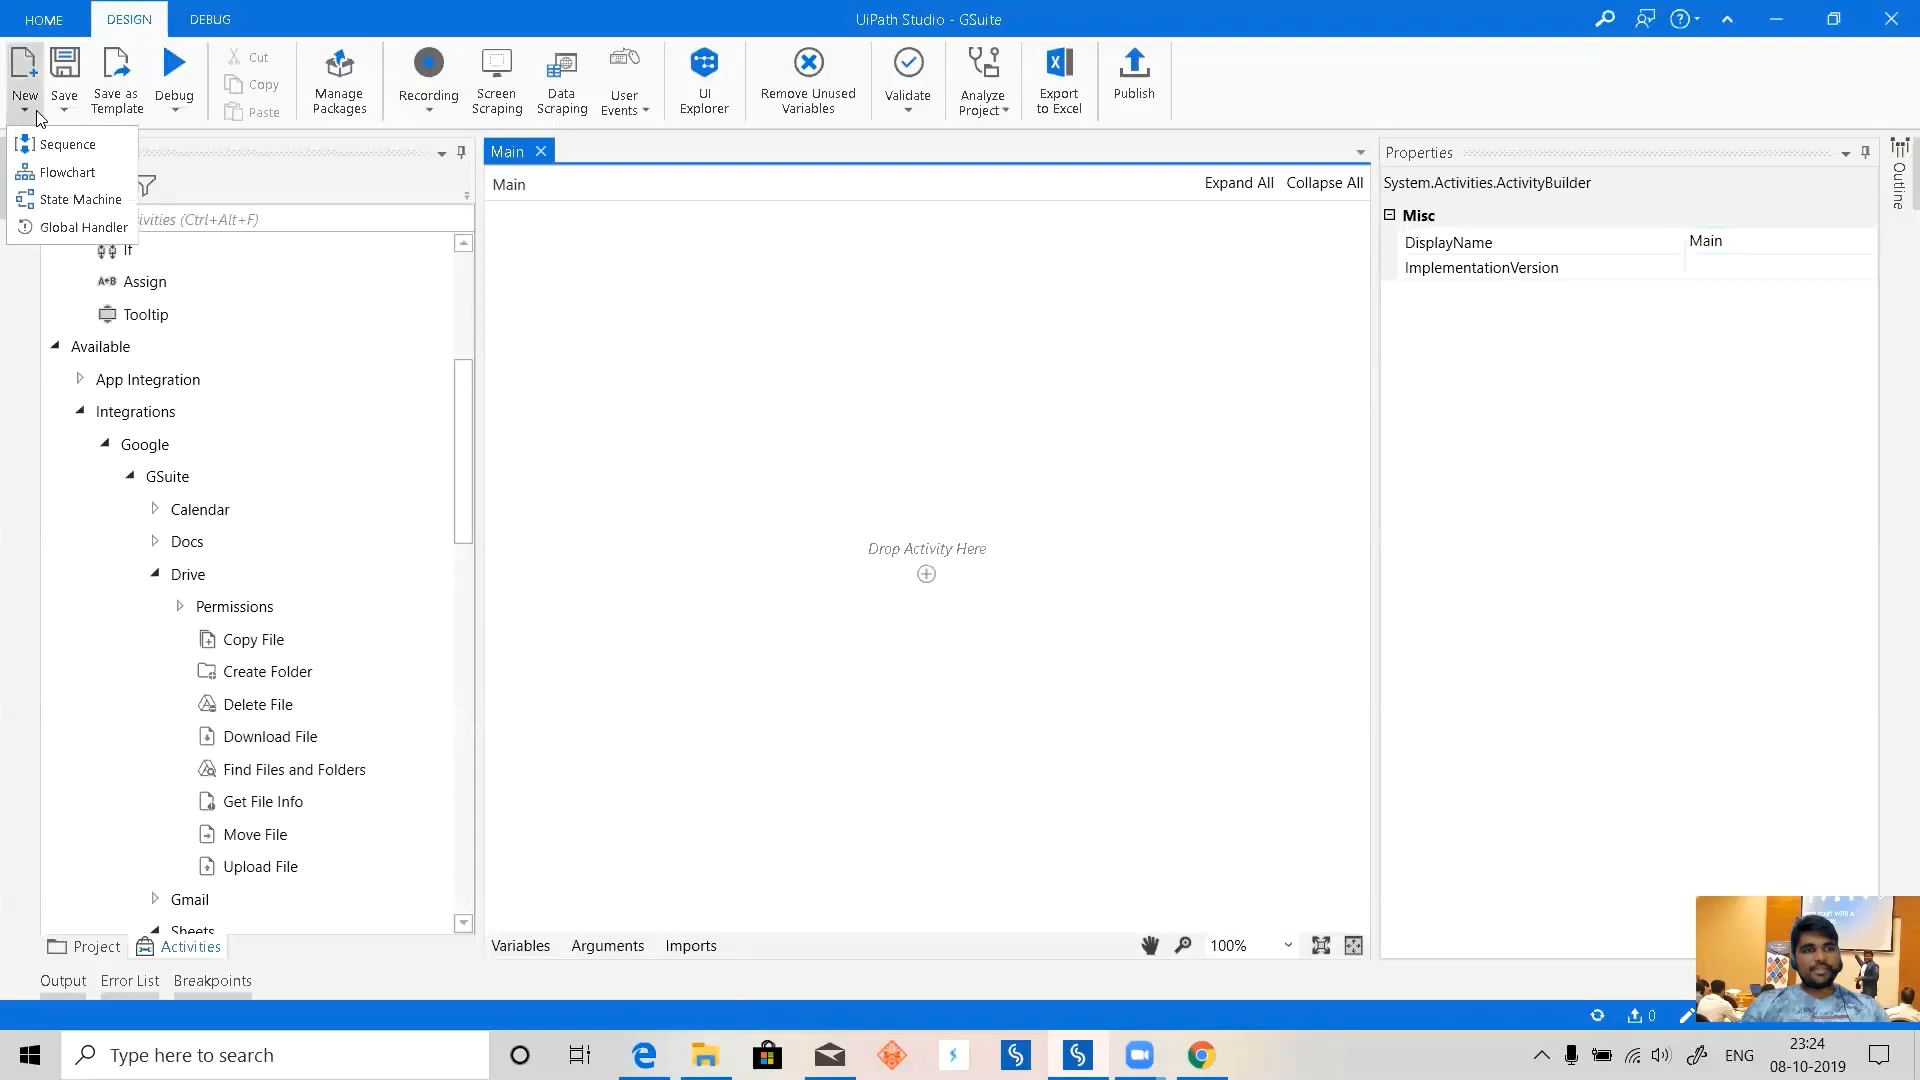 HOME
DESIGN
DEBUG
UiPath Studio - GSuite
New
Save
Save as
Template
Debug
Cut
Copy
Paste
Manage
Packages
Recording
Screen
Scraping
Data
Scraping
User
Events
UI
Explorer
Remove Unused
Variables
Validate
Analyze
Project
Export
to Excel
Publish
Sequence
Flowchart
State Machine
Global Handler
ivities (Ctrl+Alt+F)
If
A+B Assign
Tooltip
Available
App Integration
Integrations
Google
GSuite
Calendar
Docs
Drive
Permissions
Copy File
Create Folder
Delete File
Download File
Find Files and Folders
Get File Info
Move File
Upload File
Gmail
Sheets
Project
Activities
Output
Error List
Breakpoints
Main
Main
Expand All
Collapse All
Drop Activity Here
Variables
Arguments
Imports
100%
Properties
System.Activities.ActivityBuilder
Misc
DisplayName
Main
ImplementationVersion
Outline
0
Type here to search
ENG
23:24
08-10-2019